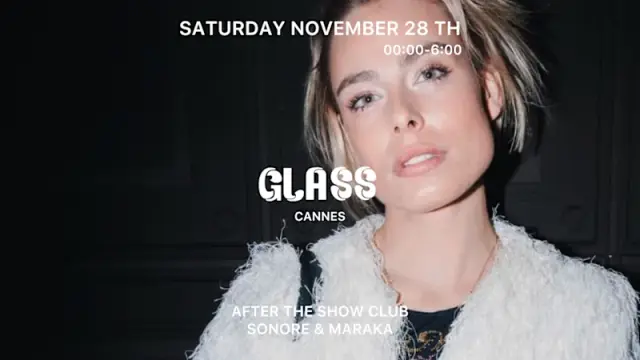 SATURDAY NOVEMBER 28 TH
00:00-6:00
GLASS
CANNES
AFTER THE SHOW CLUB
SONORE & MARAKA